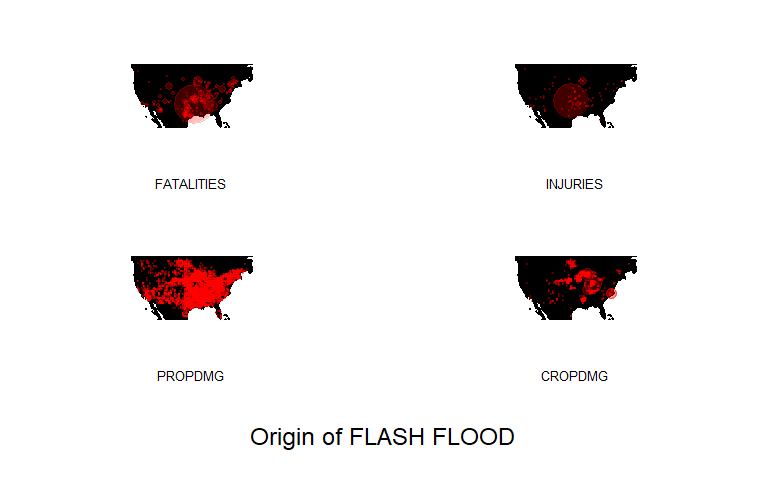 FATALITIES
INJURIES
PROPDMG
CROPDMG
Origin of FLASH FLOOD